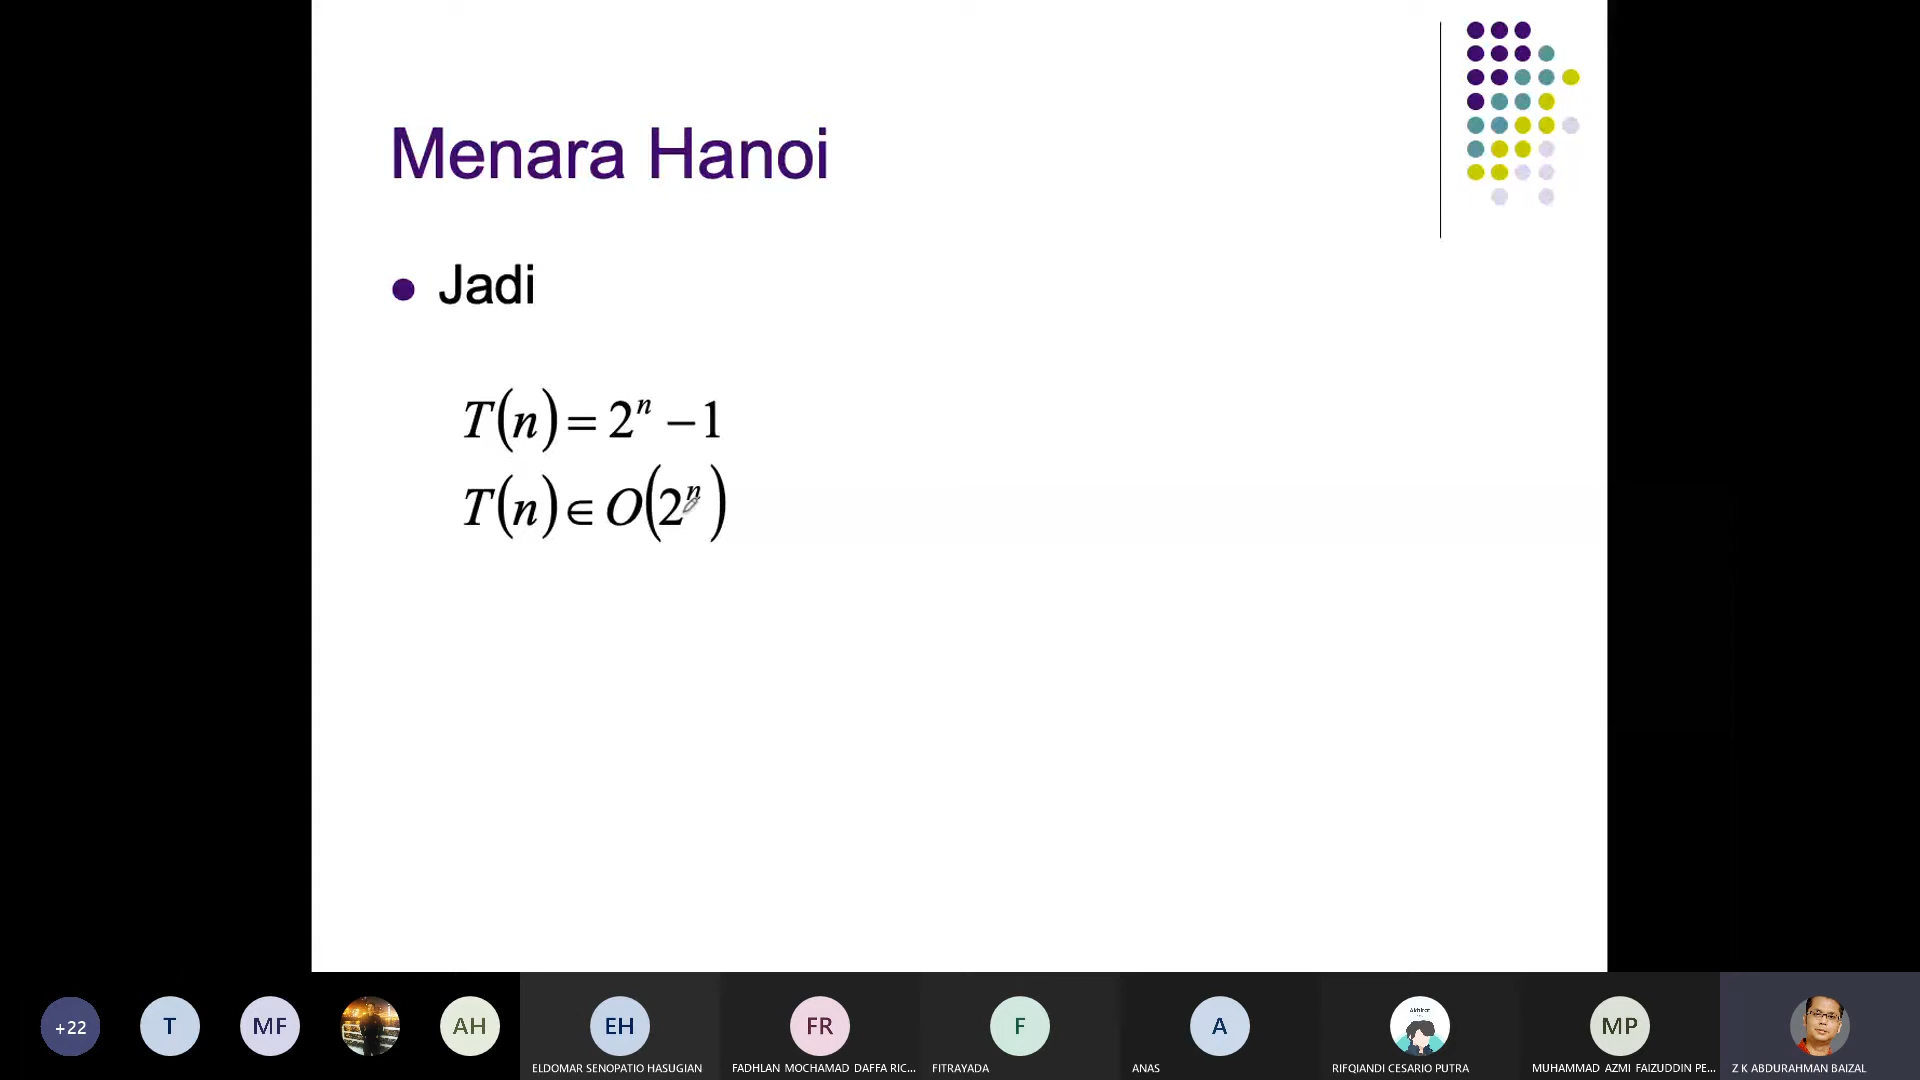 Menara Hanoi
Jadi
T(n) = 2ⁿ − 1
T(n) ∈ O(2ⁿ)
+22
T
MF
AH
EH
FR
F
A
MP
ELDOMAR SENOPATIO HASUGIAN
FADHLAN MOCHAMAD DAFFA RIC...
FITRAYADA
ANAS
RIFQIANDI CESARIO PUTRA
MUHAMMAD AZMI FAIZUDDIN PE...
Z K ABDURAHMAN BAIZAL